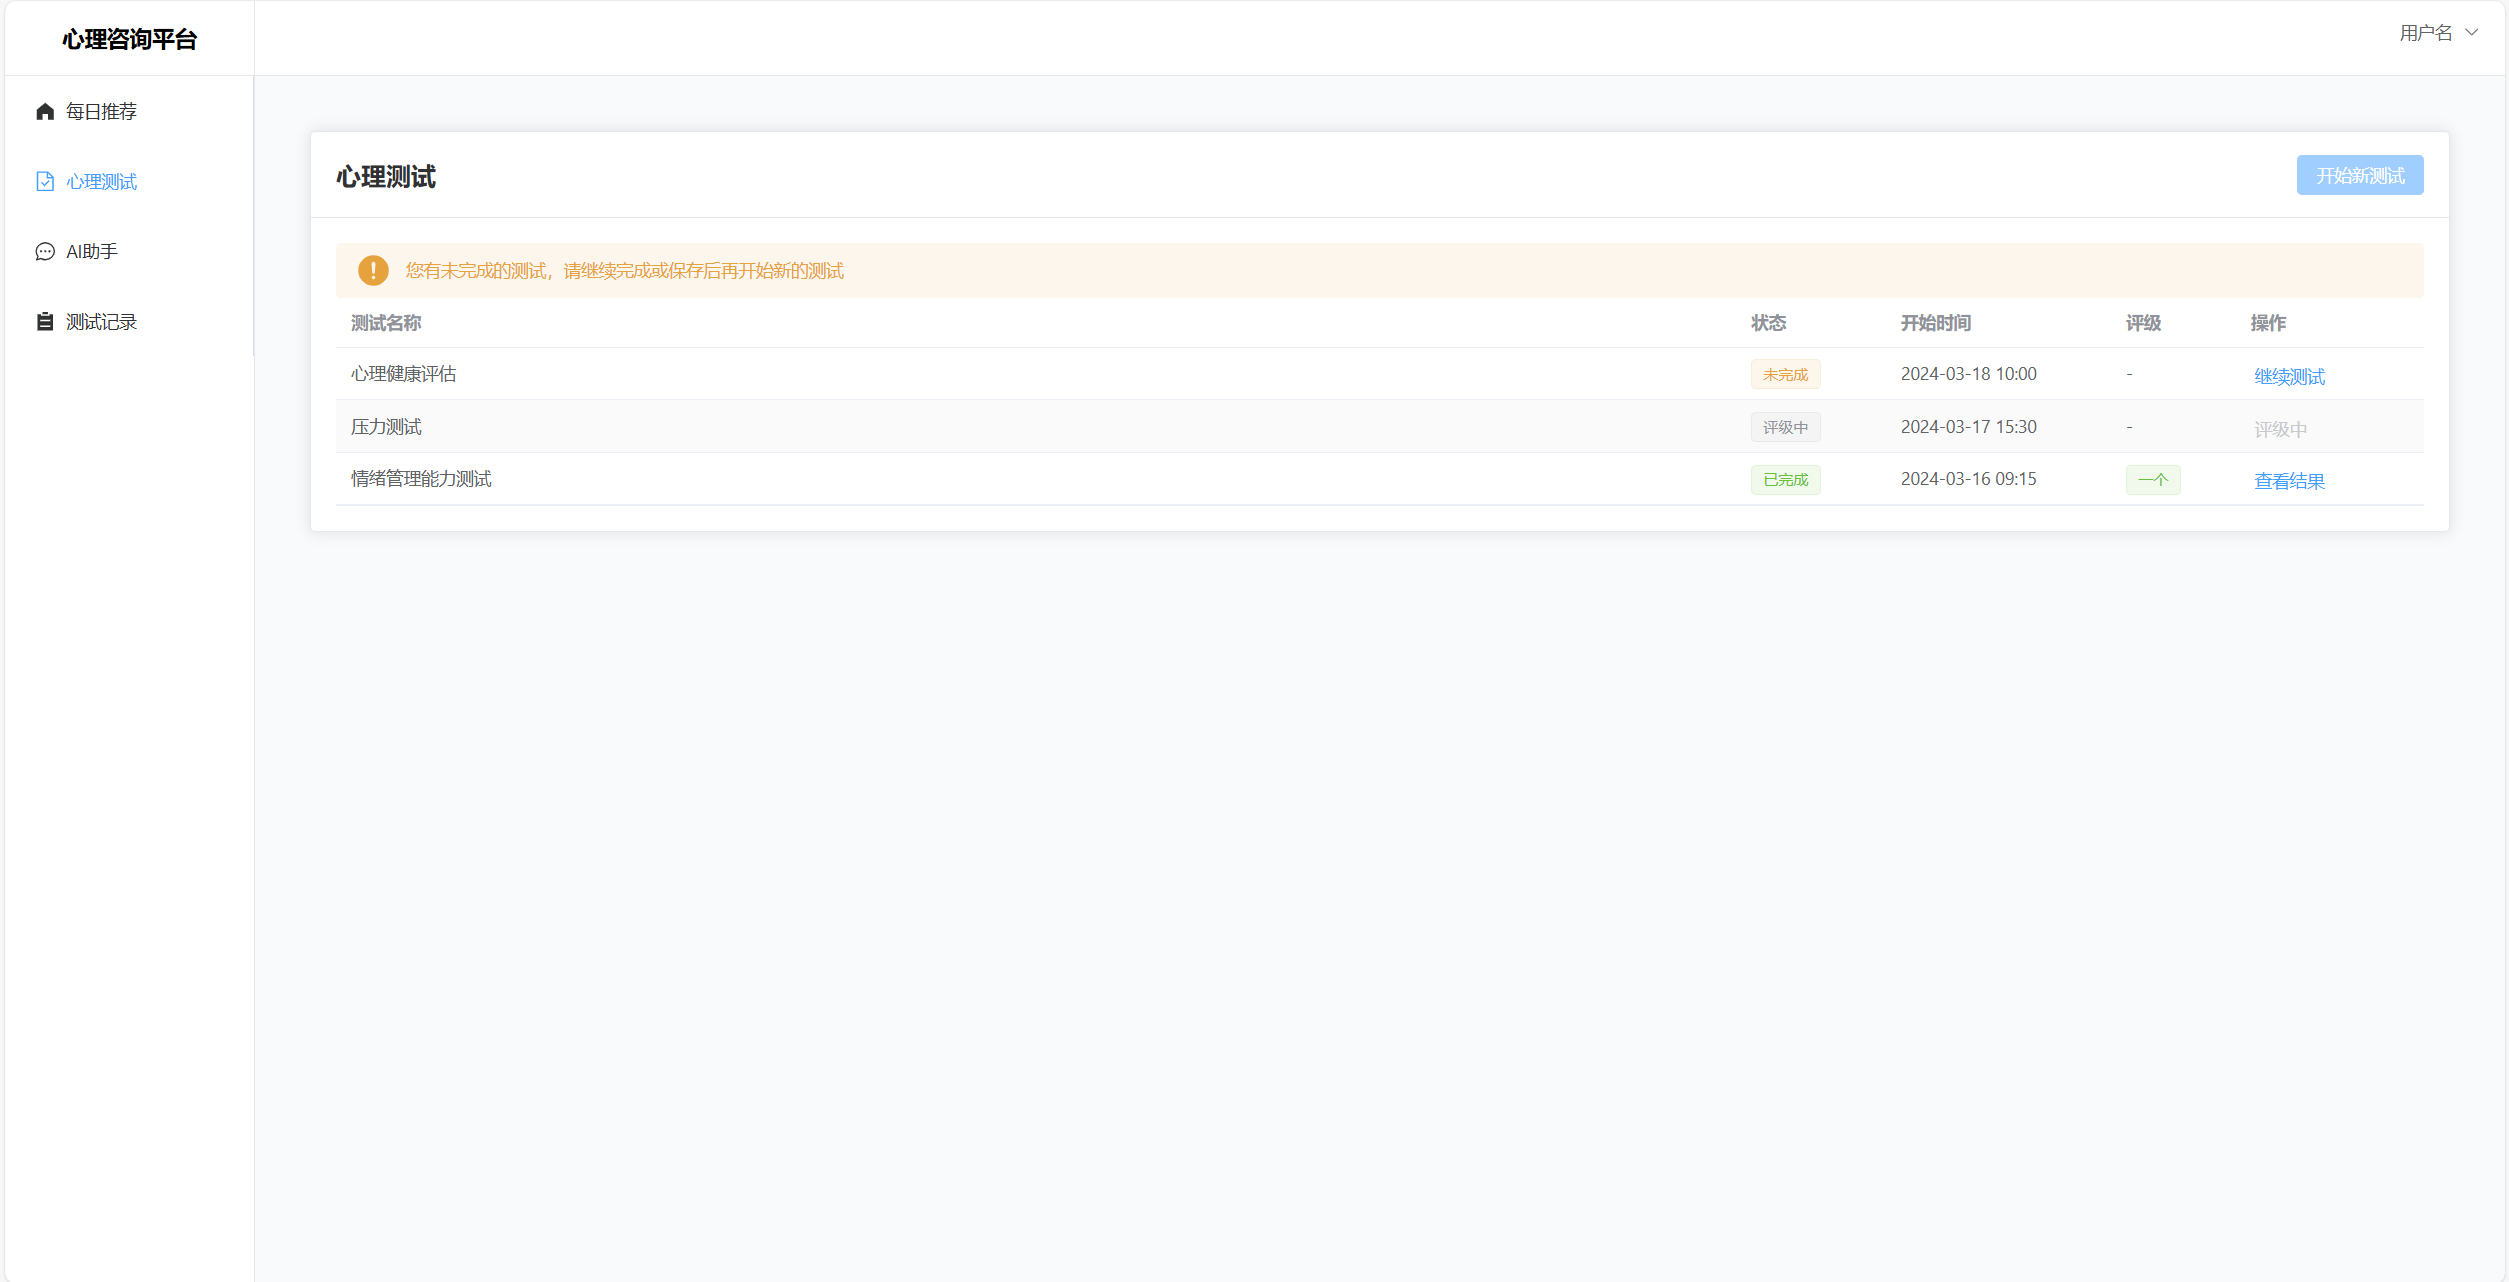 心理咨询平台
用户名
每日推荐
心理测试
AI助手
测试记录
心理测试
开始新测试
您有未完成的测试，请继续完成或保存后再开始新的测试
测试名称 状态 开始时间 评级 操作
心理健康评估 未完成 2024-03-18 10:00 - 继续测试
压力测试 评级中 2024-03-17 15:30 - 评级中
情绪管理能力测试 已完成 2024-03-16 09:15 一个 查看结果